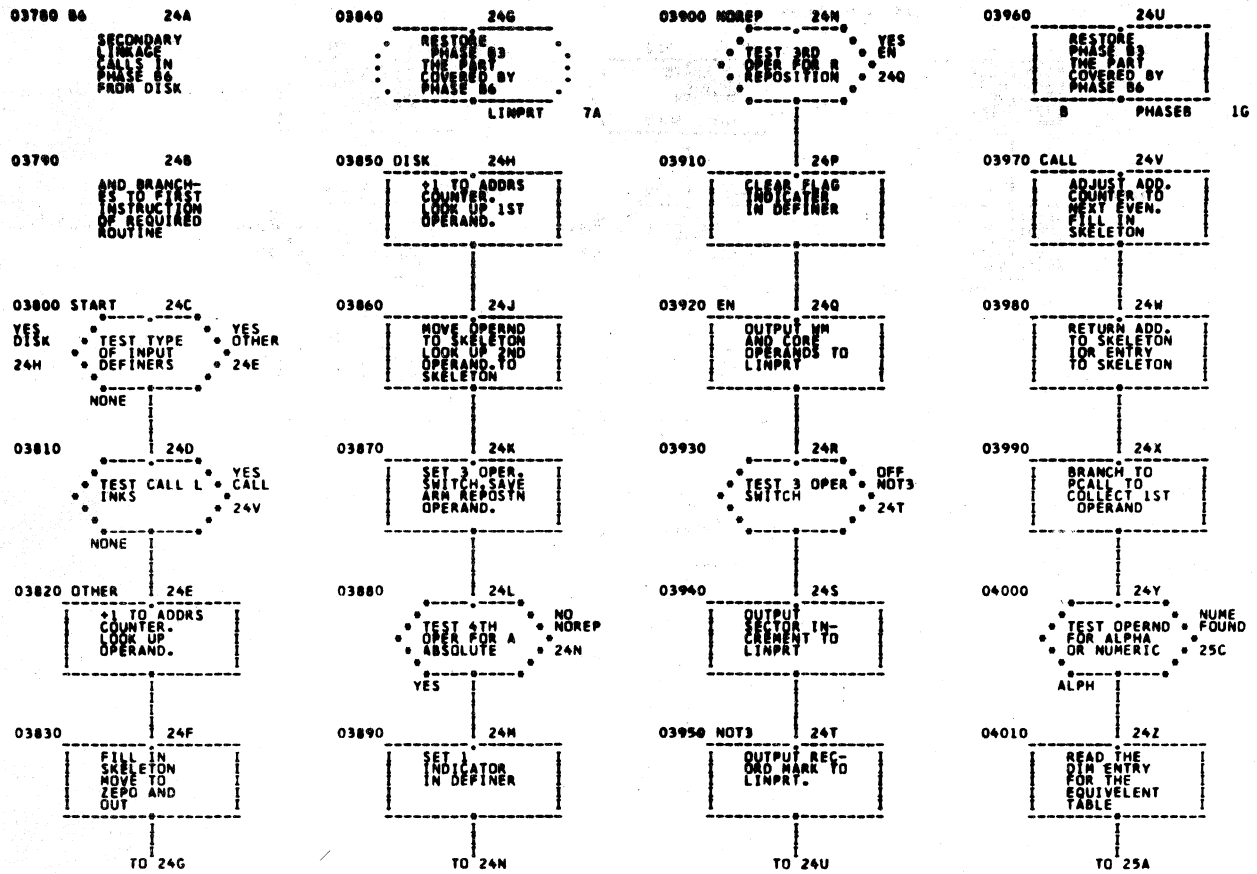 03780 B6 24A
SECONDARY
LINKAGE
CALLS IN
PHASE B6
FROM DISK
03790 24B
AND BRANCH-
ES TO FIRST
INSTRUCTION
OF REQUIRED
ROUTINE
03800 START 24C
YES
DISK
24H
TEST TYPE
OF INPUT
DEFINERS
YES
OTHER
24E
NONE
03810 24D
TEST CALL L
INKS
YES
CALL
24V
NONE
03820 OTHER 24E
+1 TO ADDRS
COUNTER.
LOOK UP
OPERAND.
03830 24F
FILL IN
SKELETON
MOVE TO
ZEPO AND
OUT
TO 24G
03840 24G
RESTORE
PHASE B3
THE PART
COVERED BY
PHASE B6
LINPRT 7A
03850 DISK 24H
+1 TO ADDRS
COUNTER.
LOOK UP 1ST
OPERAND.
03860 24J
MOVE OPERND
TO SKELETON
LOOK UP 2ND
OPERAND.TO
SKELETON
03870 24K
SET 3 OPER.
SWITCH.SAVE
ARM REPOSTN
OPERAND.
03880 24L
TEST 4TH
OPER FOR A
ABSOLUTE
NO
NOREP
24N
YES
03890 24M
SET 1
INDICATOR
IN DEFINER
TO 24N
03900 NOREP 24N
TEST 3RD
OPER FOR R
REPOSITION
YES
EN
24Q
03910 24P
CLEAR FLAG
INDICATER
IN DEFINER
03920 EN 24Q
OUTPUT WM
AND CORE
OPERANDS TO
LINPRT
03930 24R
TEST 3 OPER
SWITCH
OFF
NOT3
24T
03940 24S
OUTPUT
SECTOR IN-
CREMENT TO
LINPRT
03950 NOT3 24T
OUTPUT REC-
ORD MARK TO
LINPRT.
TO 24U
03960 24U
RESTORE
PHASE B3
THE PART
COVERED BY
PHASE B6
B PHASEB 1G
03970 CALL 24V
ADJUST ADD.
COUNTER TO
NEXT EVEN.
FILL IN
SKELETON
03980 24W
RETURN ADD.
TO SKELETON
IOR ENTRY
TO SKELETON
03990 24X
BRANCH TO
PCALL TO
COLLECT 1ST
OPERAND
04000 24Y
TEST OPERND
FOR ALPHA
OR NUMERIC
NUME
FOUND
25C
ALPH
04010 24Z
READ THE
DIM ENTRY
FOR THE
EQUIVELENT
TABLE
TO 25A